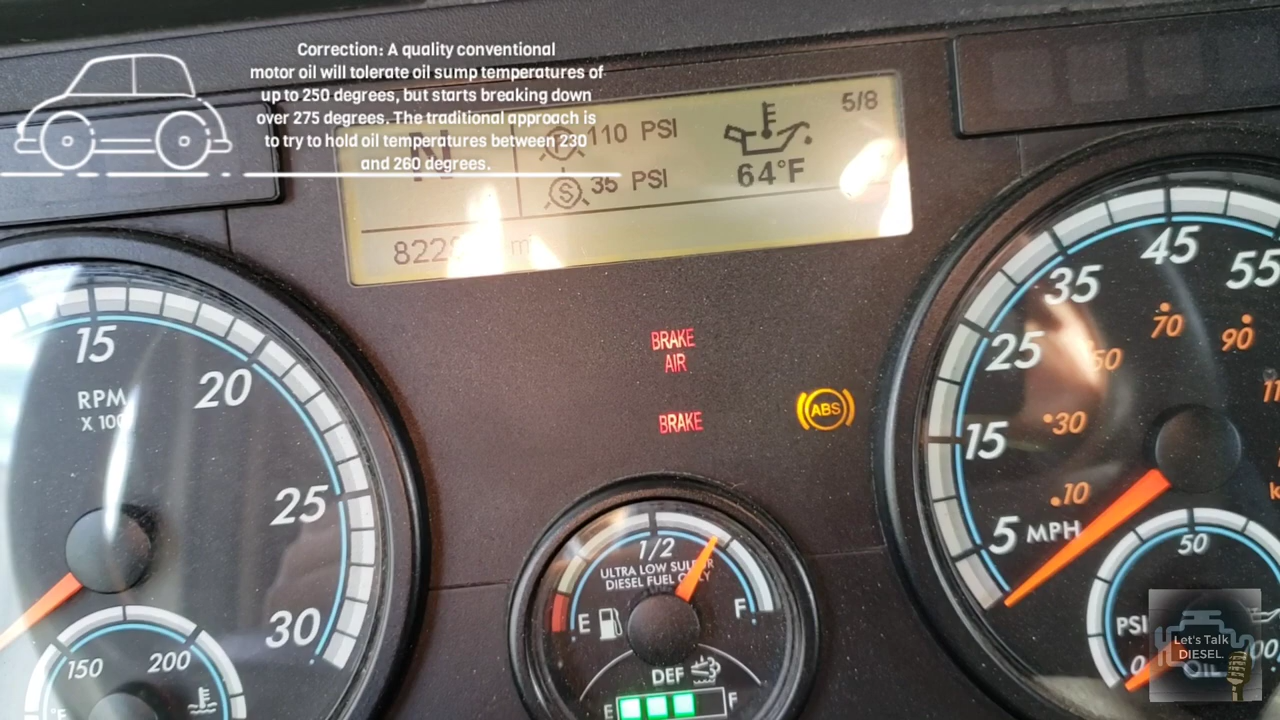 Correction: A quality conventional
motor oil will tolerate oil sump temperatures of
up to 250 degrees, but starts breaking down
over 275 degrees. The traditional approach is
to try to hold oil temperatures between 230
and 260 degrees.
5/8
N
110 PSI
S 35 PSI
64°F
822
15
20
25
30
RPM
150
200
°F
BRAKE
AIR
BRAKE
ABS
1/2
ULTRA LOW SULFUR
DIESEL FUEL ONLY
E
F
DEF
E
F
5 MPH
15
25
35
45
55
10
30
50
70
90
50
PSI
0
OIL
Let's Talk
DIESEL.